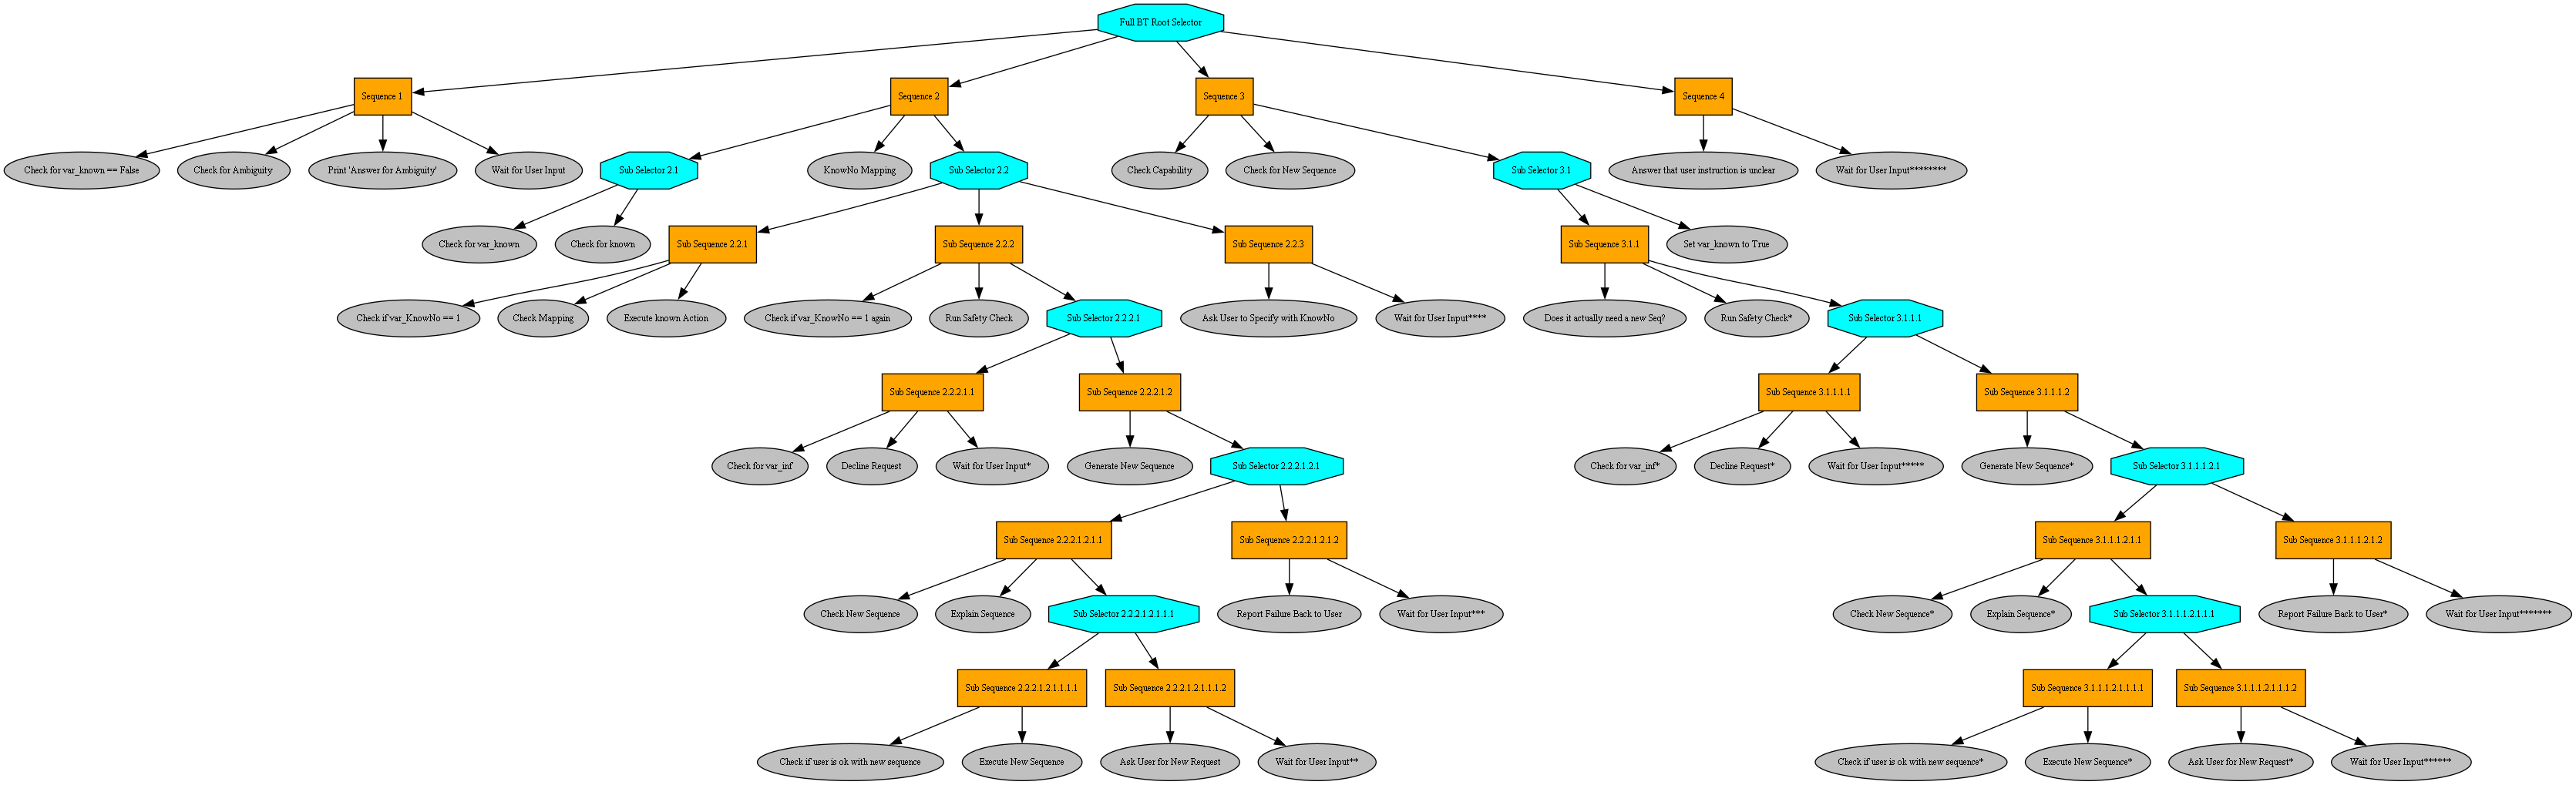 Full BT Root Selector
Sequence 1
Sequence 2
Sequence 3
Sequence 4
Check for var_known == False
Check for Ambiguity
Print 'Answer for Ambiguity'
Wait for User Input
Sub Selector 2.1
KnowNo Mapping
Sub Selector 2.2
Check Capability
Check for New Sequence
Sub Selector 3.1
Answer that user instruction is unclear
Wait for User Input********
Check for var_known
Check for known
Sub Sequence 2.2.1
Sub Sequence 2.2.2
Sub Sequence 2.2.3
Sub Sequence 3.1.1
Set var_known to True
Check if var_KnowNo == 1
Check Mapping
Execute known Action
Check if var_KnowNo == 1 again
Run Safety Check
Sub Selector 2.2.2.1
Ask User to Specify with KnowNo
Wait for User Input****
Does it actually need a new Seq?
Run Safety Check*
Sub Selector 3.1.1.1
Sub Sequence 2.2.2.1.1
Sub Sequence 2.2.2.1.2
Sub Sequence 3.1.1.1.1
Sub Sequence 3.1.1.1.2
Check for var_inf
Decline Request
Wait for User Input*
Generate New Sequence
Sub Selector 2.2.2.1.2.1
Check for var_inf*
Decline Request*
Wait for User Input*****
Generate New Sequence*
Sub Selector 3.1.1.1.2.1
Sub Sequence 2.2.2.1.2.1.1
Sub Sequence 2.2.2.1.2.1.2
Sub Sequence 3.1.1.1.2.1.1
Sub Sequence 3.1.1.1.2.1.2
Check New Sequence
Explain Sequence
Sub Selector 2.2.2.1.2.1.1.1
Report Failure Back to User
Wait for User Input***
Check New Sequence*
Explain Sequence*
Sub Selector 3.1.1.1.2.1.1.1
Report Failure Back to User*
Wait for User Input*******
Sub Sequence 2.2.2.1.2.1.1.1.1
Sub Sequence 2.2.2.1.2.1.1.1.2
Sub Sequence 3.1.1.1.2.1.1.1.1
Sub Sequence 3.1.1.1.2.1.1.1.2
Check if user is ok with new sequence
Execute New Sequence
Ask User for New Request
Wait for User Input**
Check if user is ok with new sequence*
Execute New Sequence*
Ask User for New Request*
Wait for User Input******